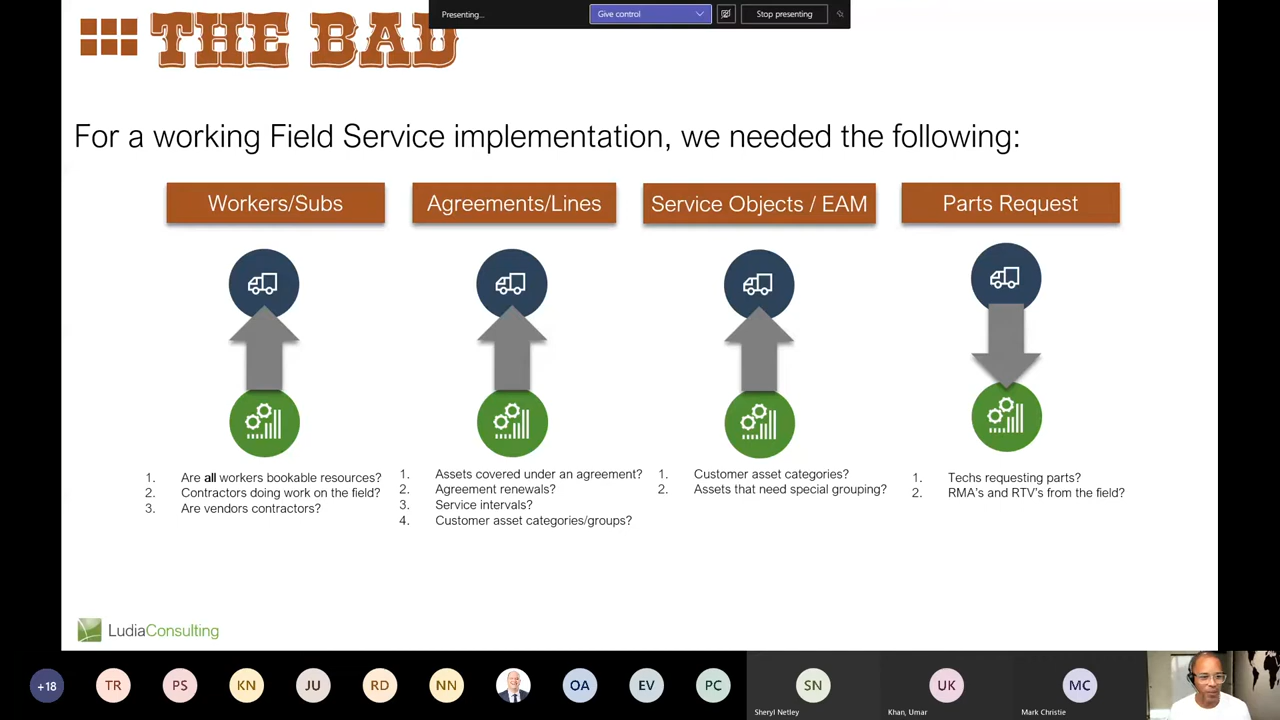 Presenting...
Give control
Stop presenting
THE BAD
For a working Field Service implementation, we needed the following:
Workers/Subs
Agreements/Lines
Service Objects / EAM
Parts Request
1. Are all workers bookable resources?
2. Contractors doing work on the field?
3. Are vendors contractors?
1. Assets covered under an agreement?
2. Agreement renewals?
3. Service intervals?
4. Customer asset categories/groups?
1. Customer asset categories?
2. Assets that need special grouping?
1. Techs requesting parts?
2. RMA's and RTV's from the field?
LudiaConsulting
+18
TR
PS
KN
JU
RD
NN
OA
EV
PC
SN
Sheryl Netley
UK
Khan, Umar
MC
Mark Christie